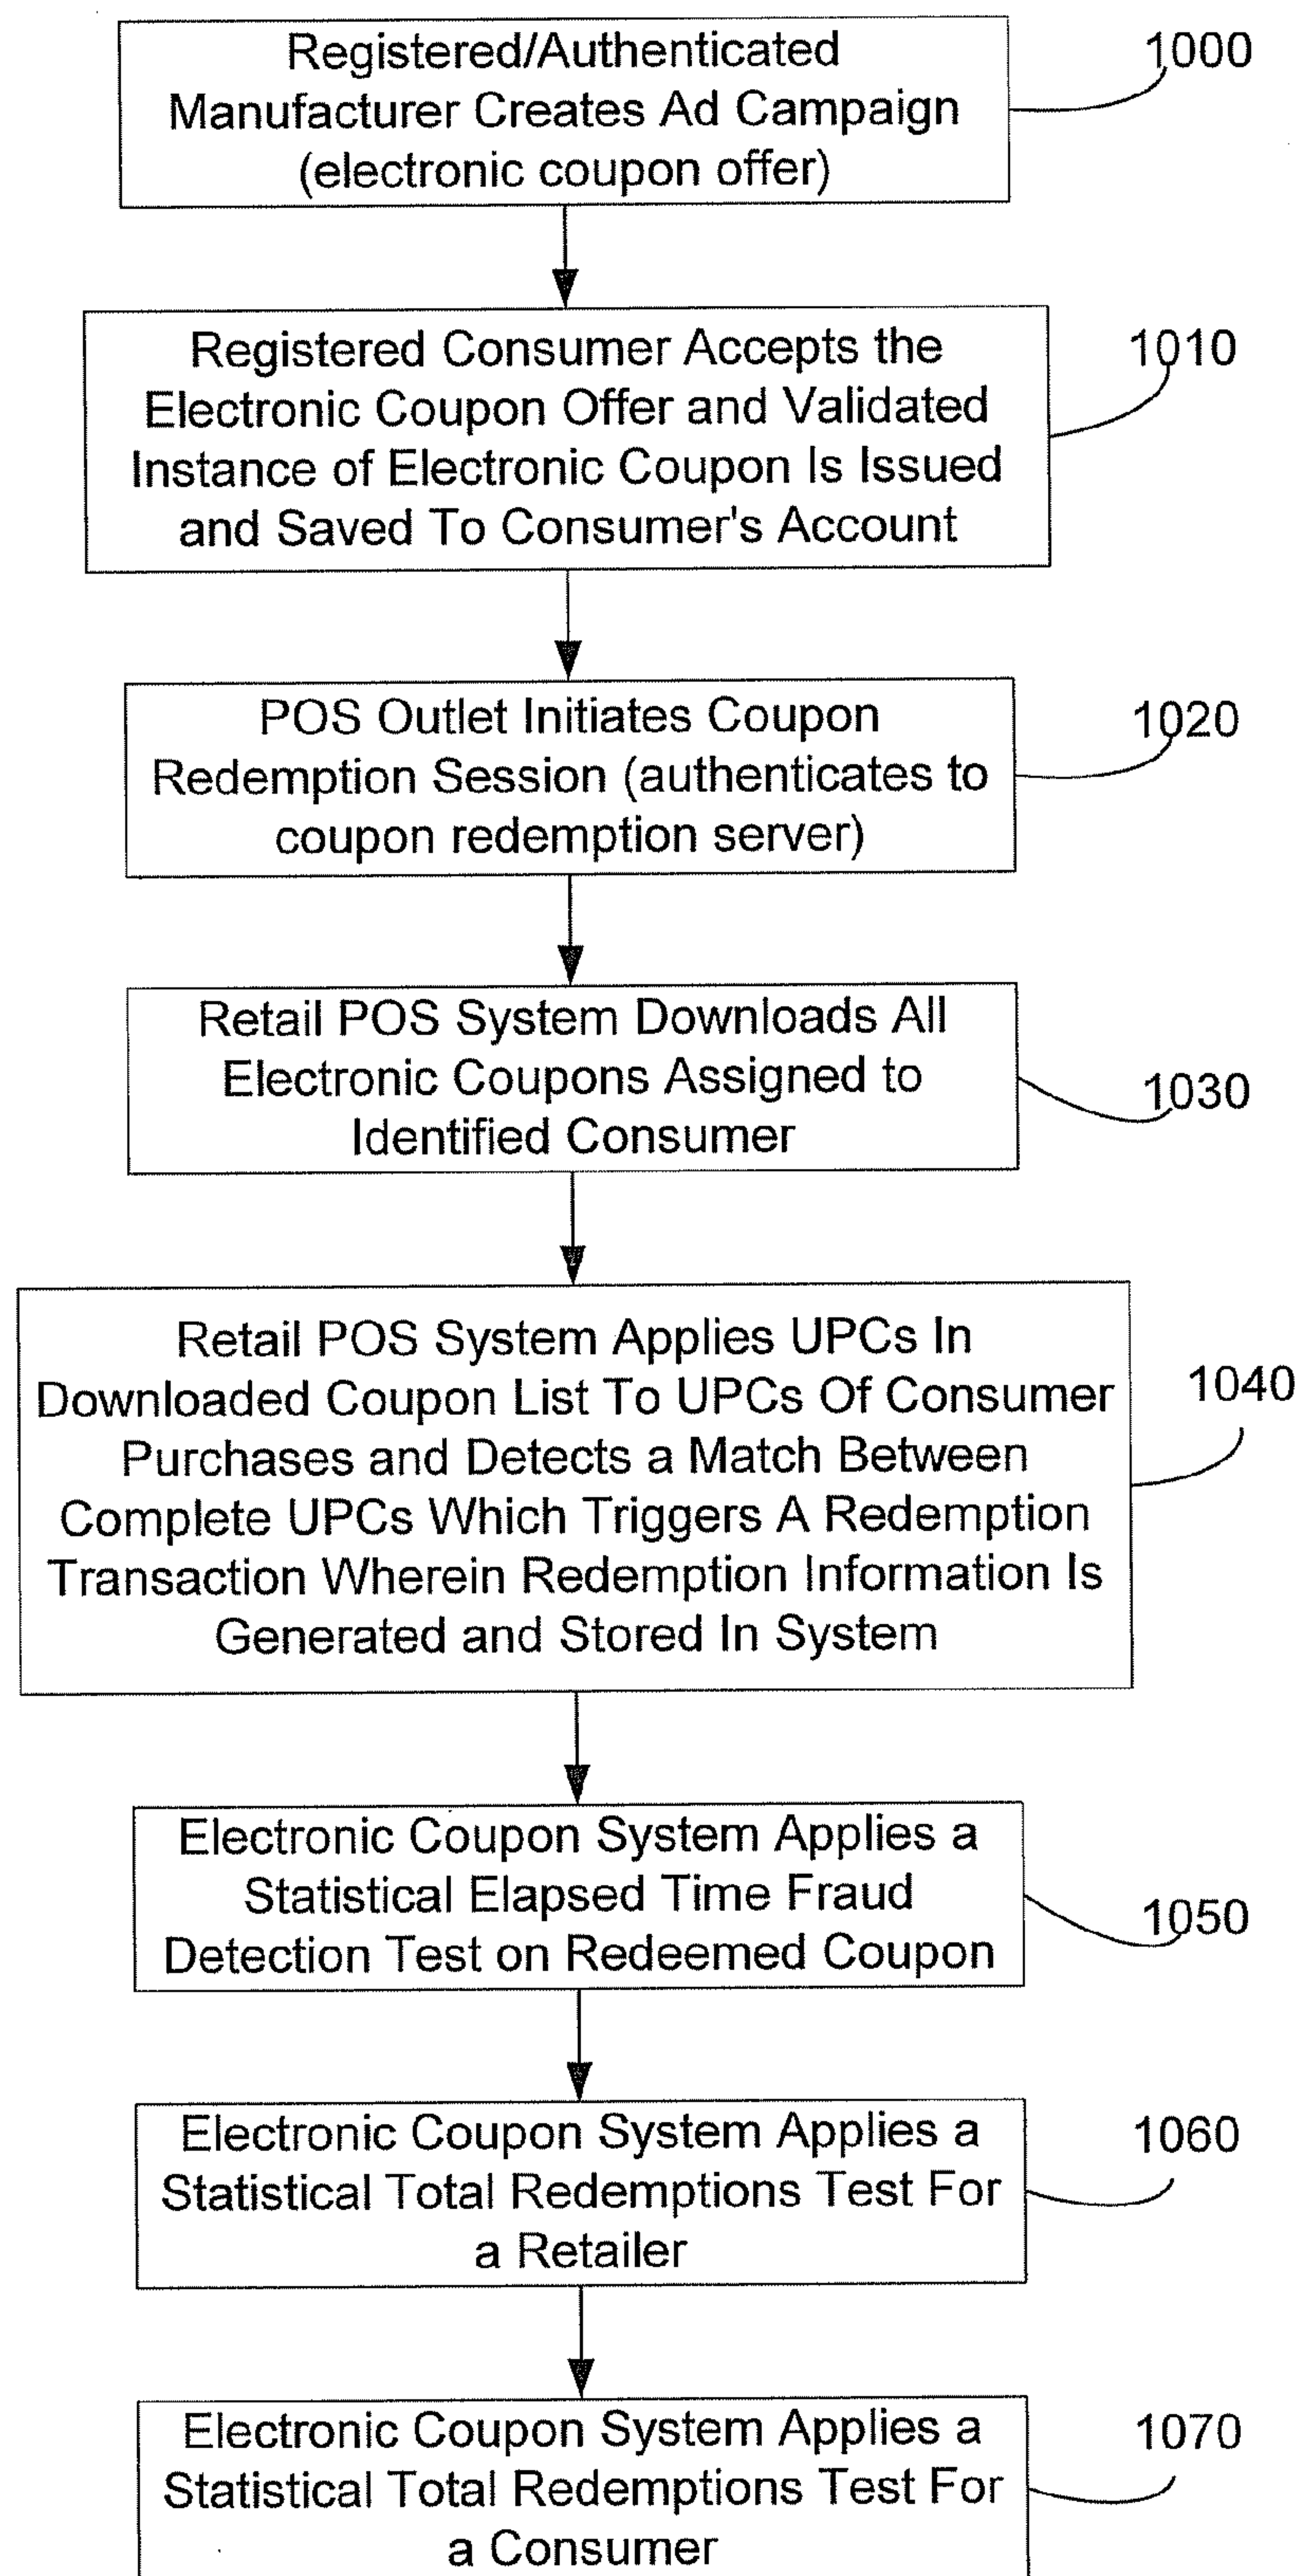 Registered/Authenticated
Manufacturer Creates Ad Campaign
(electronic coupon offer)
1000
Registered Consumer Accepts the
Electronic Coupon Offer and Validated
Instance of Electronic Coupon Is Issued
and Saved To Consumer's Account
1010
POS Outlet Initiates Coupon
Redemption Session (authenticates to
coupon redemption server)
1020
Retail POS System Downloads All
Electronic Coupons Assigned to
Identified Consumer
1030
Retail POS System Applies UPCs In
Downloaded Coupon List To UPCs Of Consumer
Purchases and Detects a Match Between
Complete UPCs Which Triggers A Redemption
Transaction Wherein Redemption Information Is
Generated and Stored In System
1040
Electronic Coupon System Applies a
Statistical Elapsed Time Fraud
Detection Test on Redeemed Coupon
1050
Electronic Coupon System Applies a
Statistical Total Redemptions Test For
a Retailer
1060
Electronic Coupon System Applies a
Statistical Total Redemptions Test For
a Consumer
1070